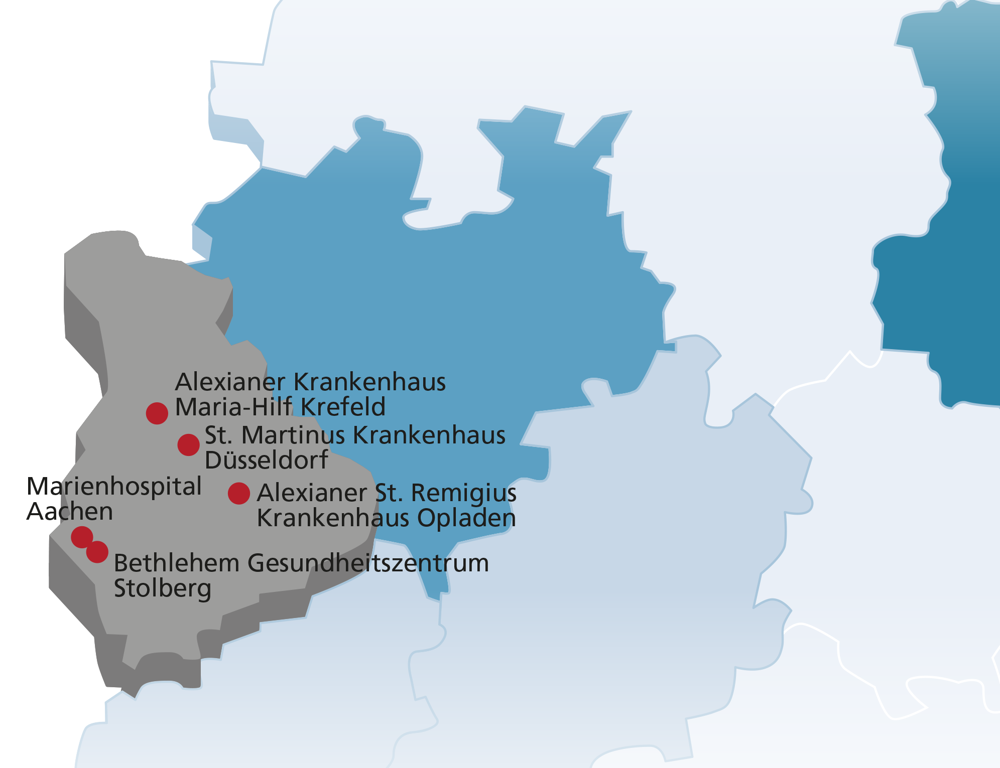 Alexianer Krankenhaus
Maria-Hilf Krefeld
St. Martinus Krankenhaus
Düsseldorf
Marienhospital
Aachen
Alexianer St. Remigius
Krankenhaus Opladen
Bethlehem Gesundheitszentrum
Stolberg